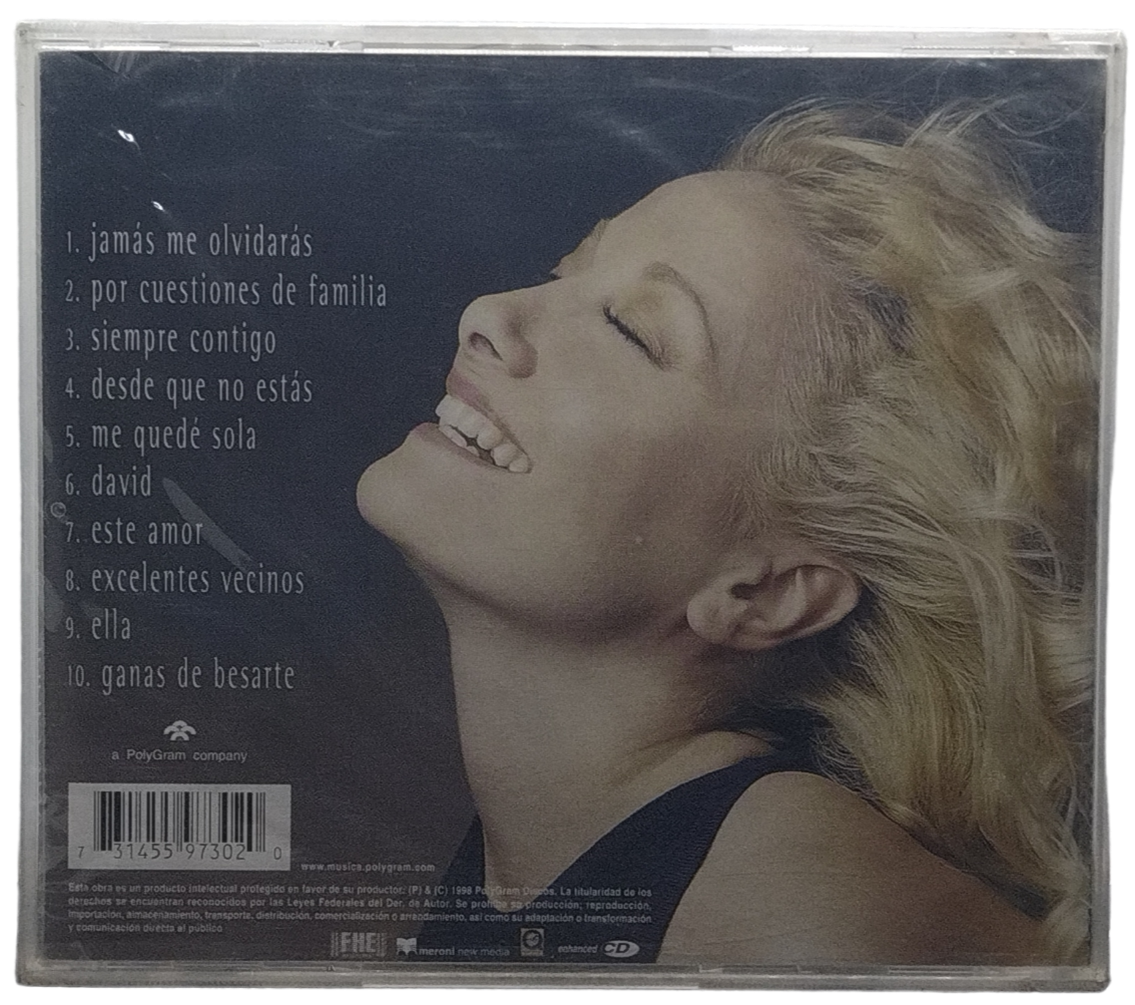 1. jamás me olvidarás
2. por cuestiones de familia
3. siempre contigo
4. desde que no estás
5. me quedé sola
6. david
©
7. este amor
8. excelentes vecinos
9. ella
10. ganas de besarte
a PolyGram company
7 31455 97302 0
www.musica.polygram.com
Esta obra es un producto intelectual protegido en favor de su productor: (P) & (C) 1998 PolyGram Discos. La titularidad de los
derechos se encuentran reconocidos por las Leyes Federales del Der. de Autor. Se prohibe su producción; reproducción,
importación, almacenamiento, transporte, distribución, comercialización o arrendamiento, así como su adaptación o transformación
y comunicación directa al público
FHE meroni new media enhanced CD